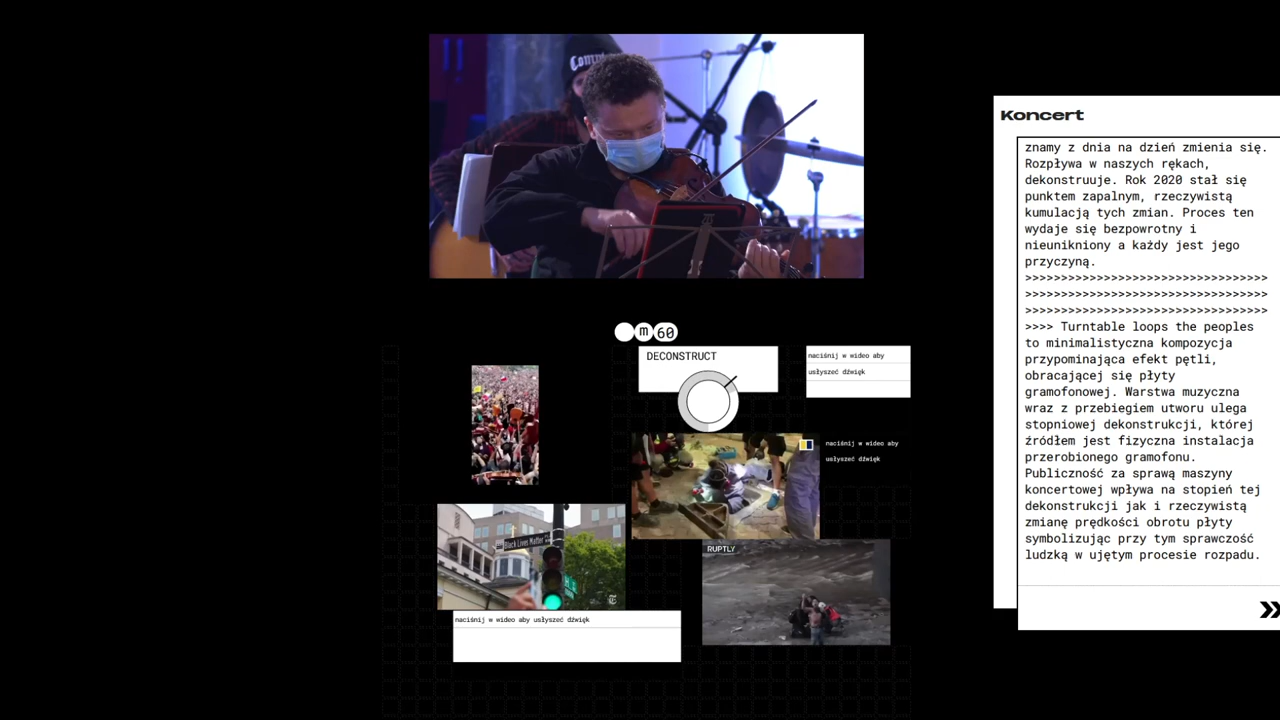 Koncert
znamy z dnia na dzień zmienia się.
Rozpływa w naszych rękach,
dekonstruuje. Rok 2020 stał się
punktem zapalnym, rzeczywistą
kumulacją tych zmian. Proces ten
wydaje się bezpowrotny i
nieunikniony a każdy jest jego
przyczyną.
>>>>>>>>>>>>>>>>>>>>>>>>>>>>>>>>>>
>>>>>>>>>>>>>>>>>>>>>>>>>>>>>>>>>>
>>>>>>>>>>>>>>>>>>>>>>>>>>>>>>>>>>
>>>> Turntable loops the peoples
to minimalistyczna kompozycja
przypominająca efekt pętli,
obracającej się płyty
gramofonowej. Warstwa muzyczna
wraz z przebiegiem utworu ulega
stopniowej dekonstrukcji, której
źródłem jest fizyczna instalacja
przerobionego gramofonu.
Publiczność za sprawą maszyny
koncertowej wpływa na stopień tej
dekonstrukcji jak i rzeczywistą
zmianę prędkości obrotu płyty
symbolizując przy tym sprawczość
ludzką w ujętym procesie rozpadu.
m 60
DECONSTRUCT
naciśnij w wideo aby
usłyszeć dźwięk
naciśnij w wideo aby
usłyszeć dźwięk
Black Lives Matter
RUPTLY
naciśnij w wideo aby usłyszeć dźwięk